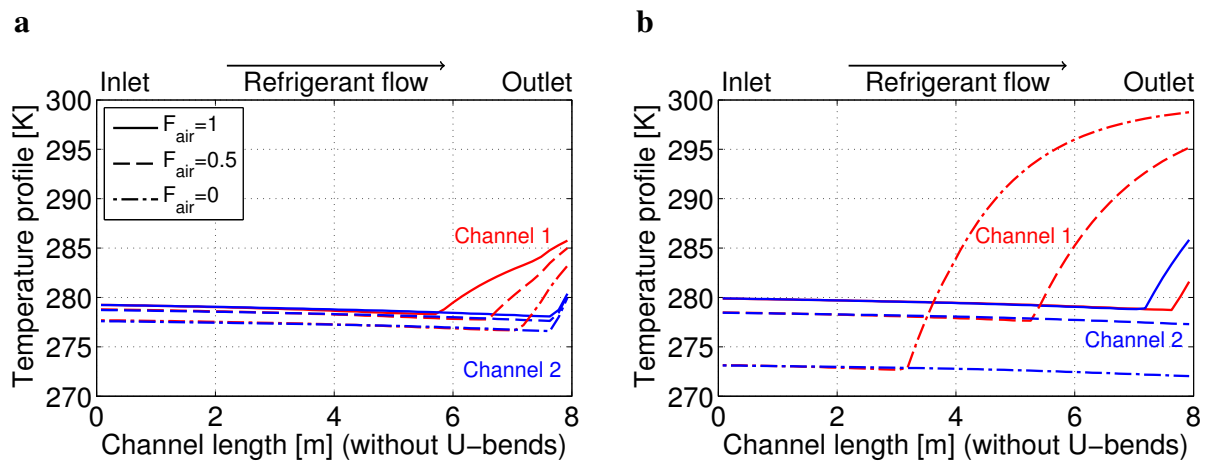 a
Inlet Refrigerant flow Outlet
Temperature profile [K]
300
295
290
285
280
275
270
F_air=1
F_air=0.5
F_air=0
Channel 1
Channel 2
0 2 4 6 8
Channel length [m] (without U−bends)
b
Inlet Refrigerant flow Outlet
Temperature profile [K]
300
295
290
285
280
275
270
Channel 1
Channel 2
0 2 4 6 8
Channel length [m] (without U−bends)